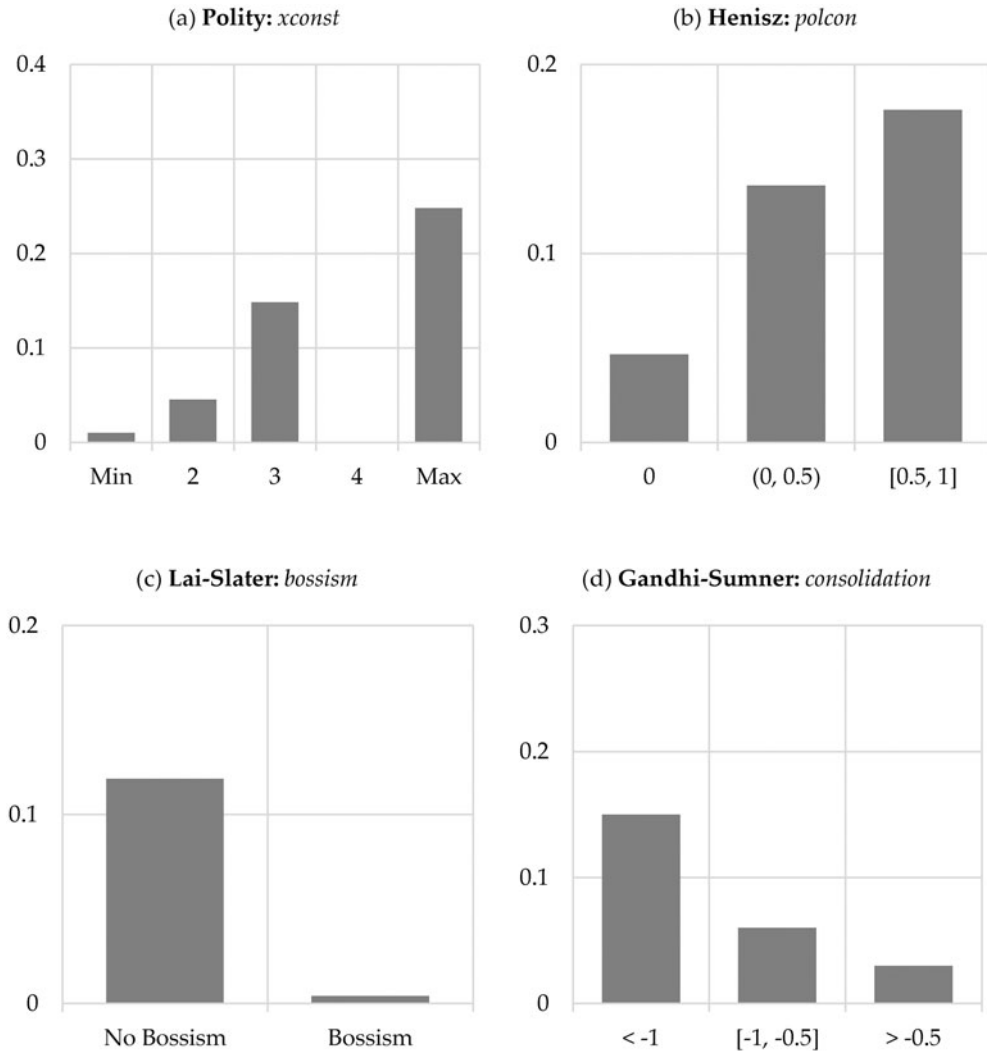 (a) Polity: xconst
0.4
0.3
0.2
0.1
0
Min 2 3 4 Max
(b) Henisz: polcon
0.2
0.1
0
0 (0, 0.5) [0.5, 1]
(c) Lai-Slater: bossism
0.2
0.1
0
No Bossism Bossism
(d) Gandhi-Sumner: consolidation
0.3
0.2
0.1
0
< -1 [-1, -0.5] > -0.5